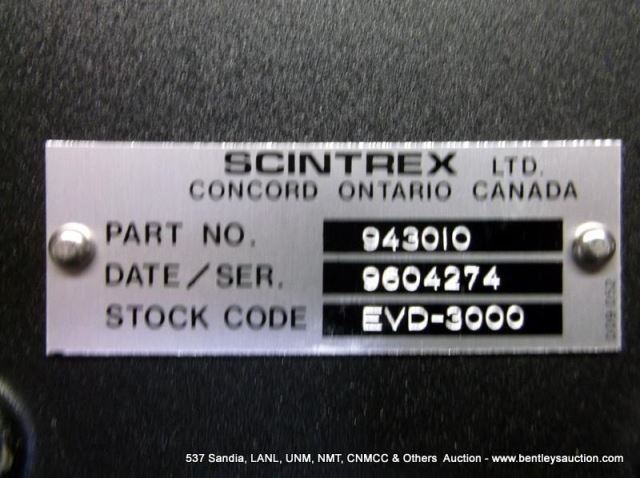 SCINTREX LTD.
CONCORD ONTARIO CANADA
PART NO. 943010
DATE/SER. 9604274
STOCK CODE EVD-3000
537 Sandia, LANL, UNM, NMT, CNMCC & Others Auction - www.bentleysauction.com